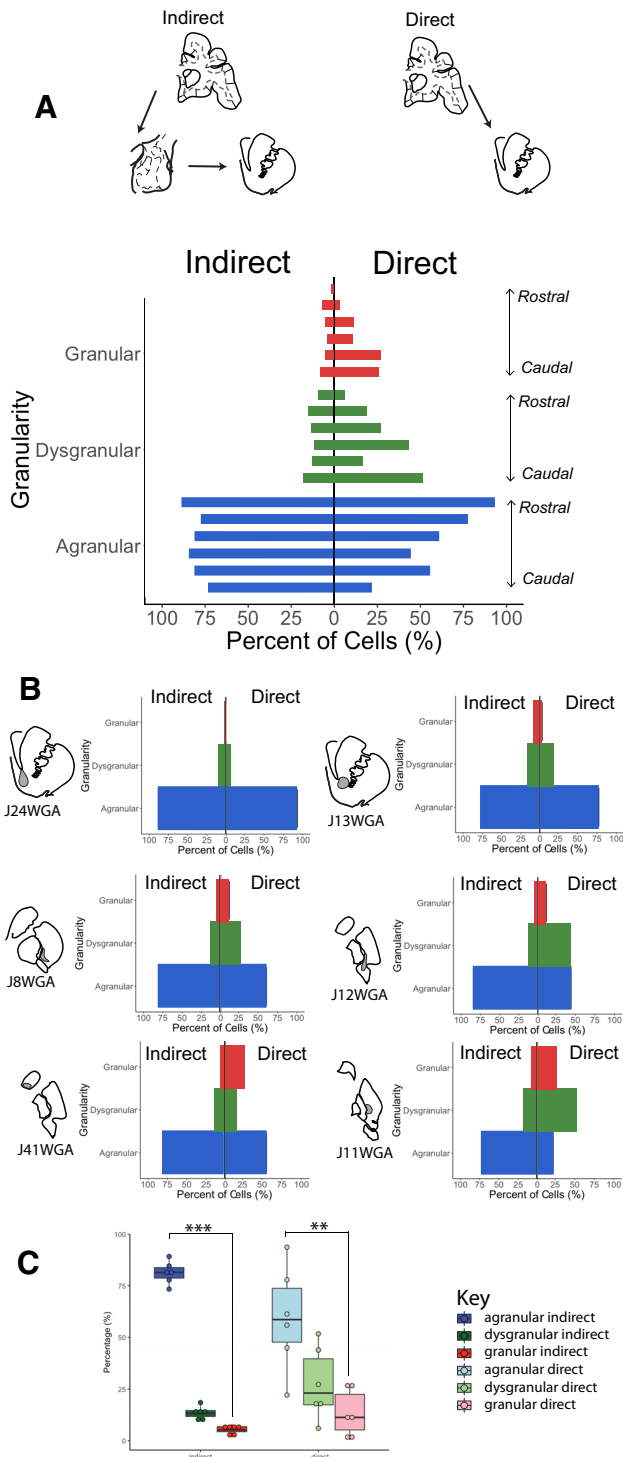 Indirect Direct
A
Indirect Direct
Granularity
Granular
Dysgranular
Agranular
Rostral
Caudal
Rostral
Caudal
Rostral
Caudal
100 75 50 25 0 25 50 75 100
Percent of Cells (%)
B
J24WGA
Indirect Direct
Granularity
Granular
Dysgranular
Agranular
100 75 50 25 0 25 50 75 100
Percent of Cells (%)
J13WGA
Indirect Direct
Granularity
Granular
Dysgranular
Agranular
100 75 50 25 0 25 50 75 100
Percent of Cells (%)
J8WGA
Indirect Direct
Granularity
Granular
Dysgranular
Agranular
100 75 50 25 0 25 50 75 100
Percent of Cells (%)
J12WGA
Indirect Direct
Granularity
Granular
Dysgranular
Agranular
100 75 50 25 0 25 50 75 100
Percent of Cells (%)
J41WGA
Indirect Direct
Granularity
Granular
Dysgranular
Agranular
100 75 50 25 0 25 50 75 100
Percent of Cells (%)
J11WGA
Indirect Direct
Granularity
Granular
Dysgranular
Agranular
100 75 50 25 0 25 50 75 100
Percent of Cells (%)
C
Percentage (%)
100
75
50
25
0
*** **
indirect direct
Key
agranular indirect
dysgranular indirect
granular indirect
agranular direct
dysgranular direct
granular direct